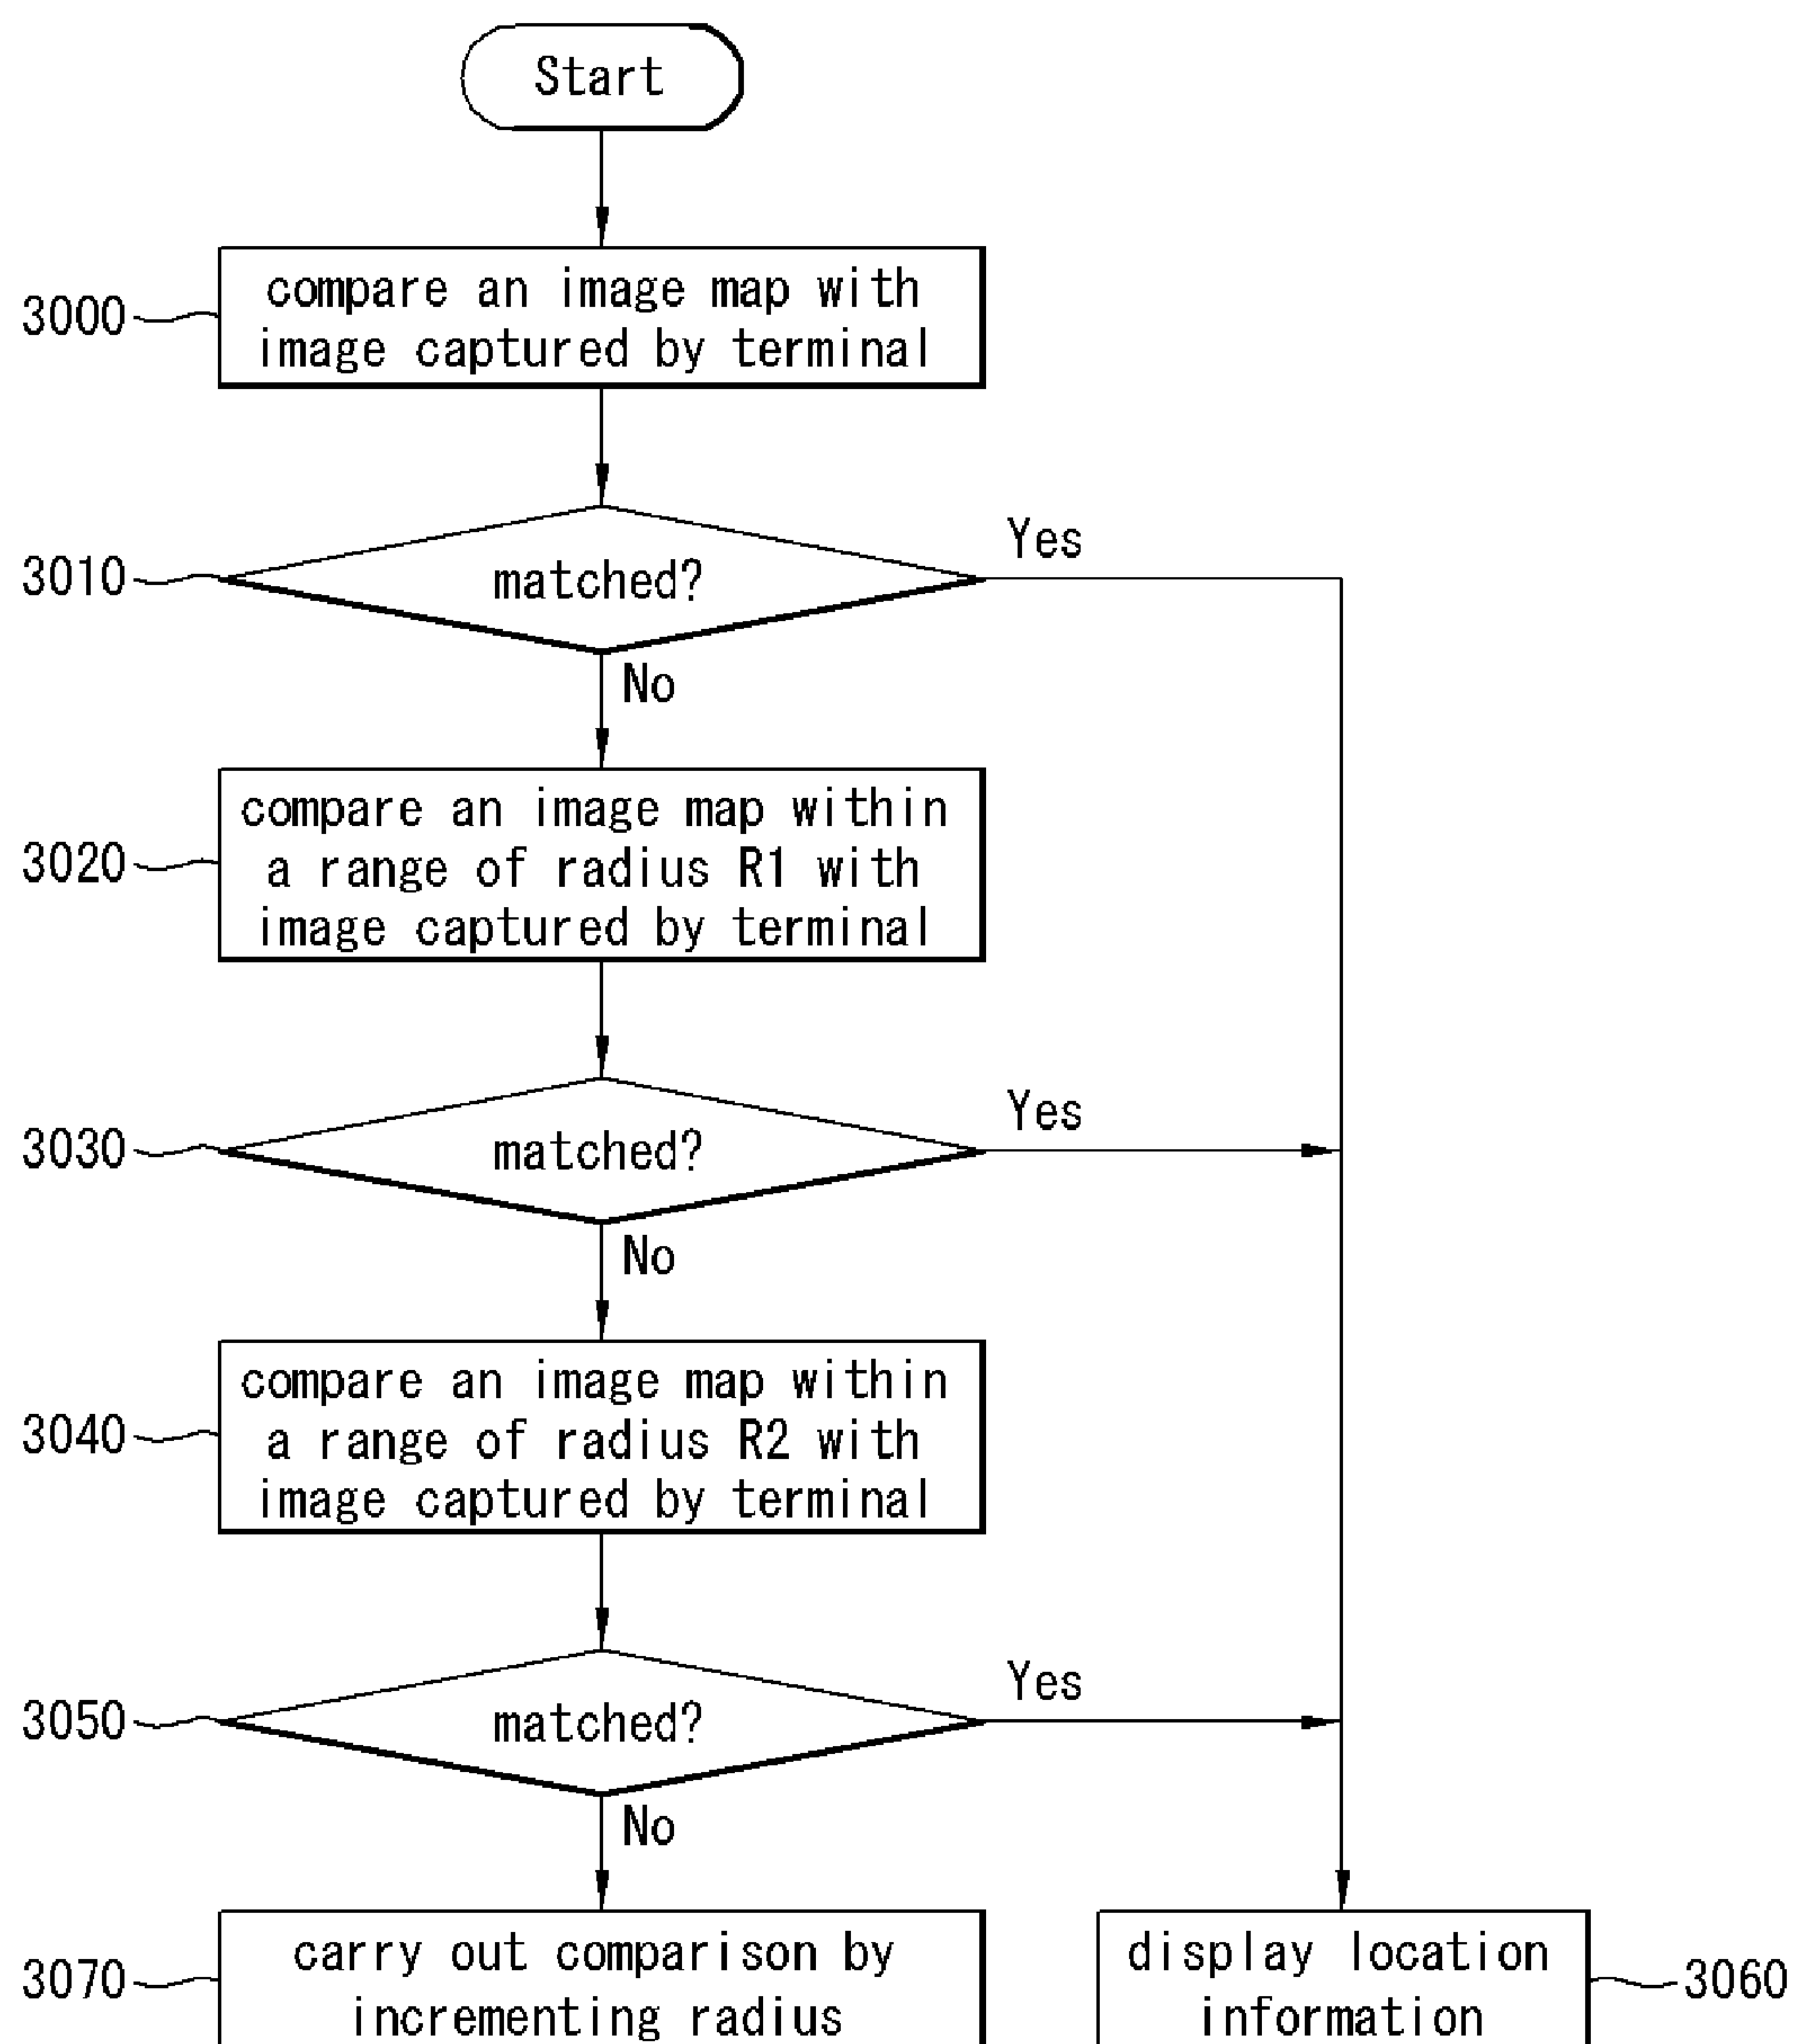 Start
3000
compare an image map with
image captured by terminal
3010
matched?
Yes
No
3020
compare an image map within
a range of radius R1 with
image captured by terminal
3030
matched?
Yes
No
3040
compare an image map within
a range of radius R2 with
image captured by terminal
3050
matched?
Yes
No
3070
carry out comparison by
incrementing radius
display location
information
3060